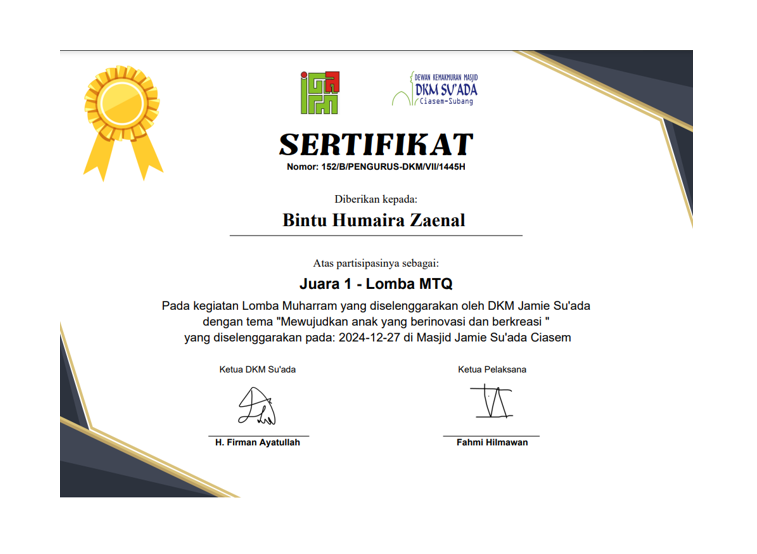 DEWAN KEMAKMURAN MASJID
DKM SU'ADA
Ciasem-Subang
SERTIFIKAT
Nomor: 152/B/PENGURUS-DKM/VII/1445H
Diberikan kepada:
Bintu Humaira Zaenal
Atas partisipasinya sebagai:
Juara 1 - Lomba MTQ
Pada kegiatan Lomba Muharram yang diselenggarakan oleh DKM Jamie Su'ada
dengan tema "Mewujudkan anak yang berinovasi dan berkreasi "
yang diselenggarakan pada: 2024-12-27 di Masjid Jamie Su'ada Ciasem
Ketua DKM Su'ada
Ketua Pelaksana
H. Firman Ayatullah
Fahmi Hilmawan